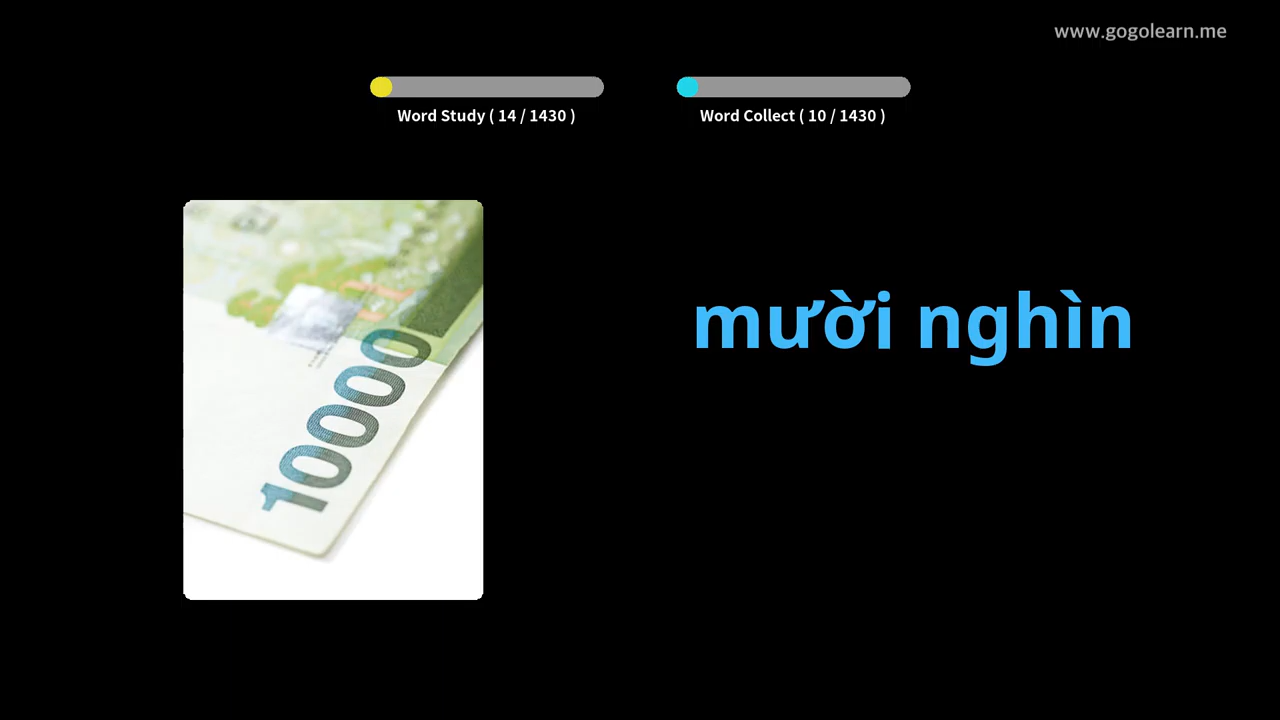 www.gogolearn.me
Word Study ( 14 / 1430 )
Word Collect ( 10 / 1430 )
mười nghìn
10000